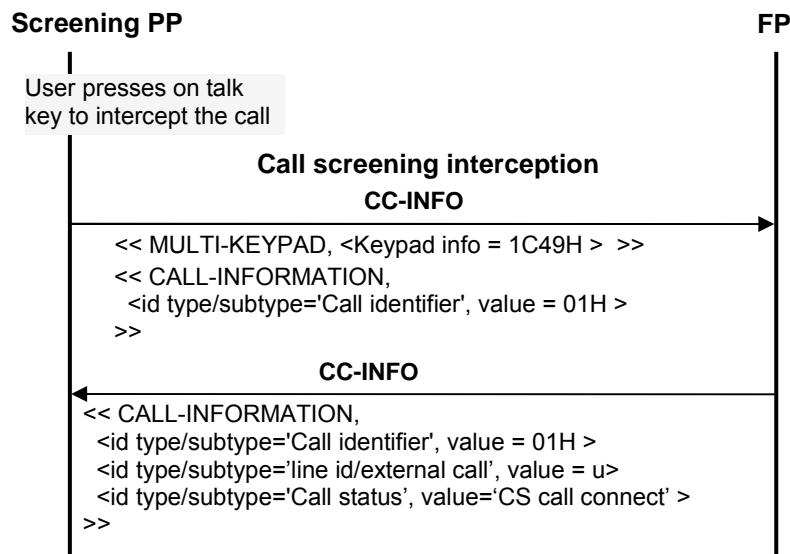 Screening PP
FP
User presses on talk
key to intercept the call
Call screening interception
CC-INFO
<< MULTI-KEYPAD, <Keypad info = 1C49H >  >>
<< CALL-INFORMATION,
<id type/subtype='Call identifier', value = 01H >
>>
CC-INFO
<< CALL-INFORMATION,
<id type/subtype='Call identifier', value = 01H >
<id type/subtype=’line id/external call’, value = u>
<id type/subtype='Call status’, value=‘CS call connect’ >
>>